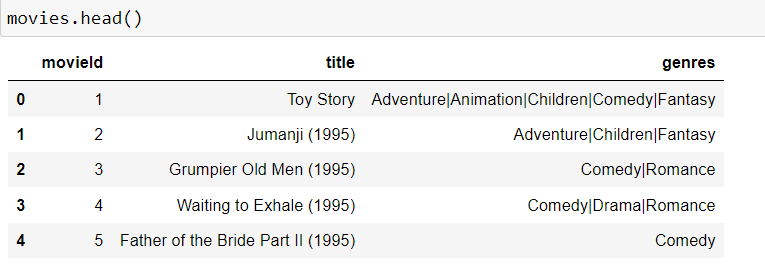 movies.head()
movieId title genres
0 1 Toy Story Adventure|Animation|Children|Comedy|Fantasy
1 2 Jumanji (1995) Adventure|Children|Fantasy
2 3 Grumpier Old Men (1995) Comedy|Romance
3 4 Waiting to Exhale (1995) Comedy|Drama|Romance
4 5 Father of the Bride Part II (1995) Comedy